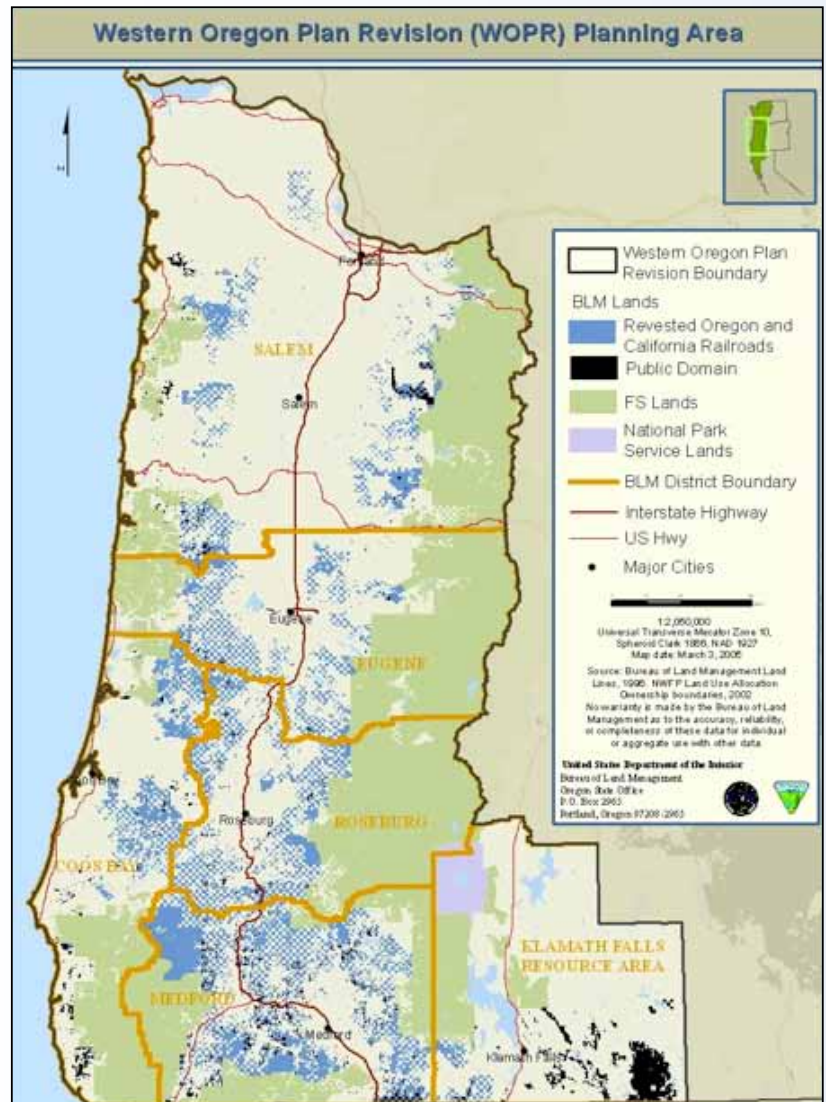 Western Oregon Plan Revision (WOPR) Planning Area
Western Oregon Plan
Revision Boundary
BLM Lands
Revested Oregon and
California Railroads
Public Domain
FS Lands
National Park
Service Lands
BLM District Boundary
Interstate Highway
US Hwy
Major Cities
1:2,050,000
Universal Transverse Mecator Zone 10,
Spheroid Clark 1866, NAD 1927
Map date: March 3, 2006
Source: Bureau of Land Management Land
Lines, 1996. NWFP Land Use Allocation
Ownership boundaries, 2002
No warranty is made by the Bureau of Land
Management as to the accuracy, reliability,
or completeness of these data for individual
or aggregate use with other data
United States Department of the Interior
Bureau of Land Management
Oregon State Office
P.O. Box 2965
Portland, Oregon 97208-2965
Portland
SALEM
Salem
Eugene
EUGENE
Coos Bay
Roseburg
ROSEBURG
COOS BAY
KLAMATH FALLS
RESOURCE AREA
MEDFORD
Medford
Klamath Falls